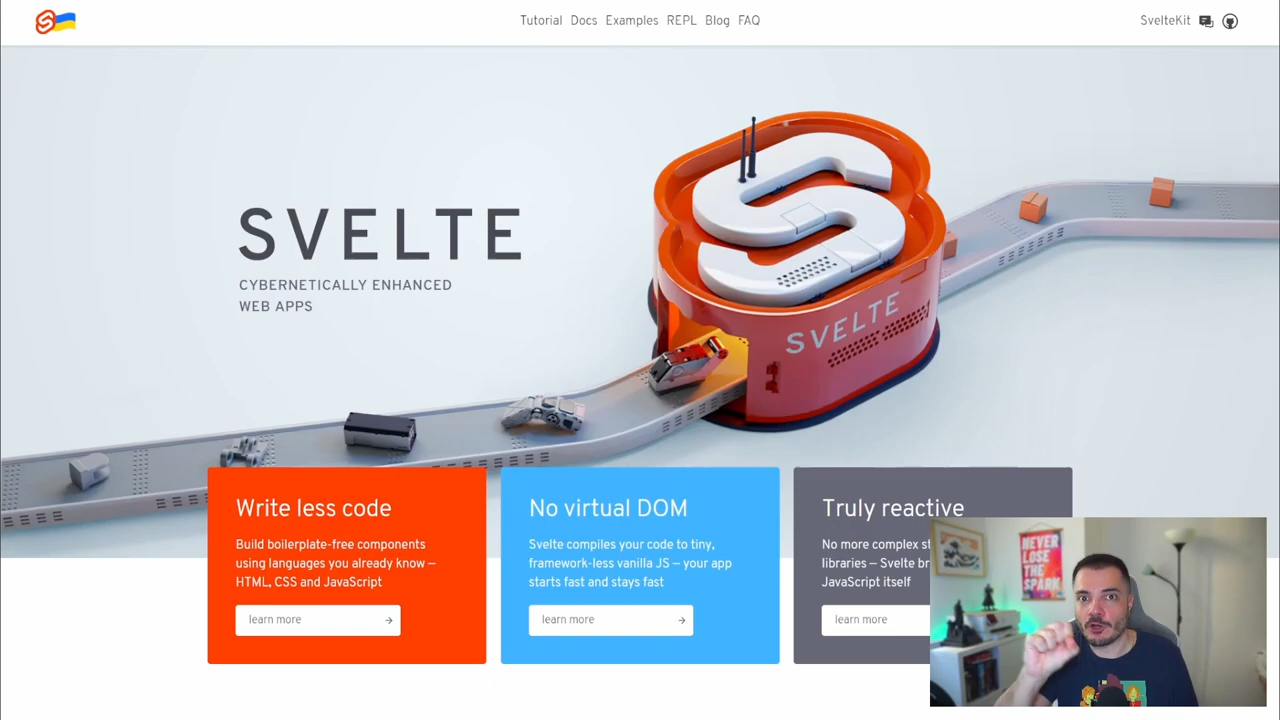 Tutorial Docs Examples REPL Blog FAQ
SvelteKit
SVELTE
CYBERNETICALLY ENHANCED
WEB APPS
SVELTE
Write less code
Build boilerplate-free components
using languages you already know —
HTML, CSS and JavaScript
learn more
No virtual DOM
Svelte compiles your code to tiny,
framework-less vanilla JS — your app
starts fast and stays fast
learn more
Truly reactive
No more complex
libraries — Svelte
JavaScript itself
learn more
NEVER
LOSE
THE
SPARK